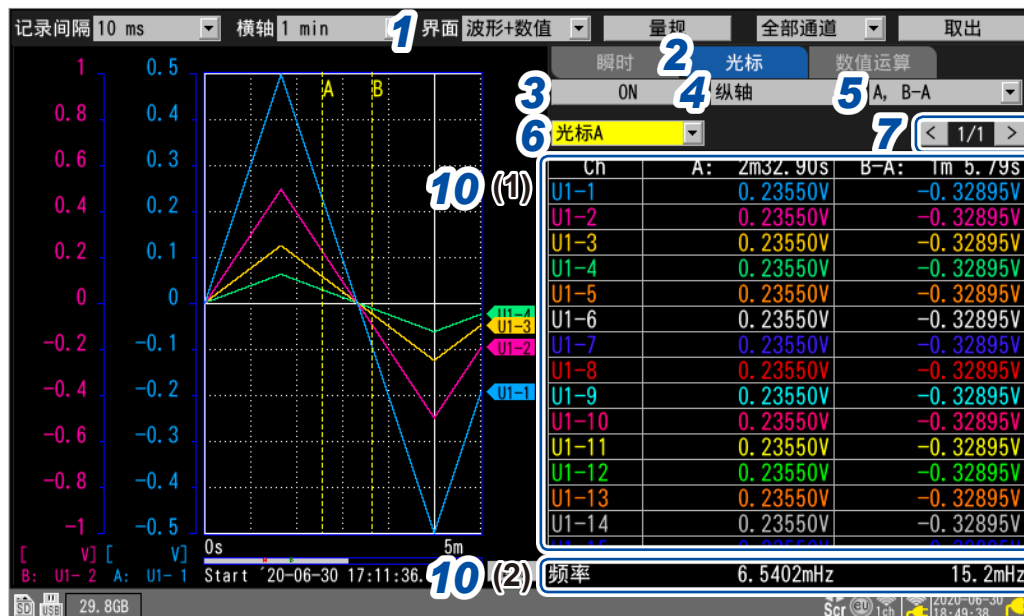 记录间隔 10 ms 横轴 1 min 1 界面 波形+数值 量规 全部通道 取出
瞬时 2 光标 数值运算
3 ON 4 纵轴 5 A, B-A
6 光标A 7 < 1/1 >
10 (1)
Ch A: 2m32.90s B-A: 1m 5.79s
U1-1 0.23550V -0.32895V
U1-2 0.23550V -0.32895V
U1-3 0.23550V -0.32895V
U1-4 0.23550V -0.32895V
U1-5 0.23550V -0.32895V
U1-6 0.23550V -0.32895V
U1-7 0.23550V -0.32895V
U1-8 0.23550V -0.32895V
U1-9 0.23550V -0.32895V
U1-10 0.23550V -0.32895V
U1-11 0.23550V -0.32895V
U1-12 0.23550V -0.32895V
U1-13 0.23550V -0.32895V
U1-14 0.23550V -0.32895V
1 0.5
0.8 0.4
0.6 0.3
0.4 0.2
0.2 0.1
0 0
-0.2 -0.1
-0.4 -0.2
-0.6 -0.3
-0.8 -0.4
-1 -0.5
A B
U1-4
U1-3
U1-2
U1-1
0s 5m
[ V] [ V]
B: U1- 2 A: U1- 1 Start '20-06-30 17:11:36.
10 (2) 频率 6.5402mHz 15.2mHz
SD USB 29.8GB Scr eU 1ch 2020-06-30
18:49:38